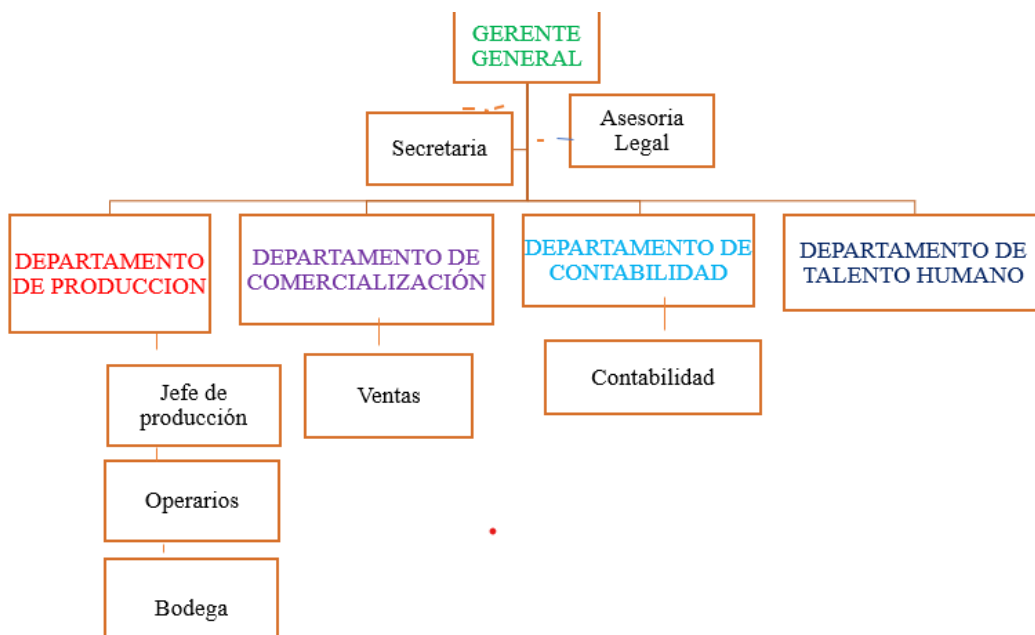 GERENTE
GENERAL
Secretaria
Asesoria
Legal
DEPARTAMENTO
DE PRODUCCION
DEPARTAMENTO DE
COMERCIALIZACIÓN
DEPARTAMENTO DE
CONTABILIDAD
DEPARTAMENTO DE
TALENTO HUMANO
Jefe de
producción
Ventas
Contabilidad
Operarios
Bodega